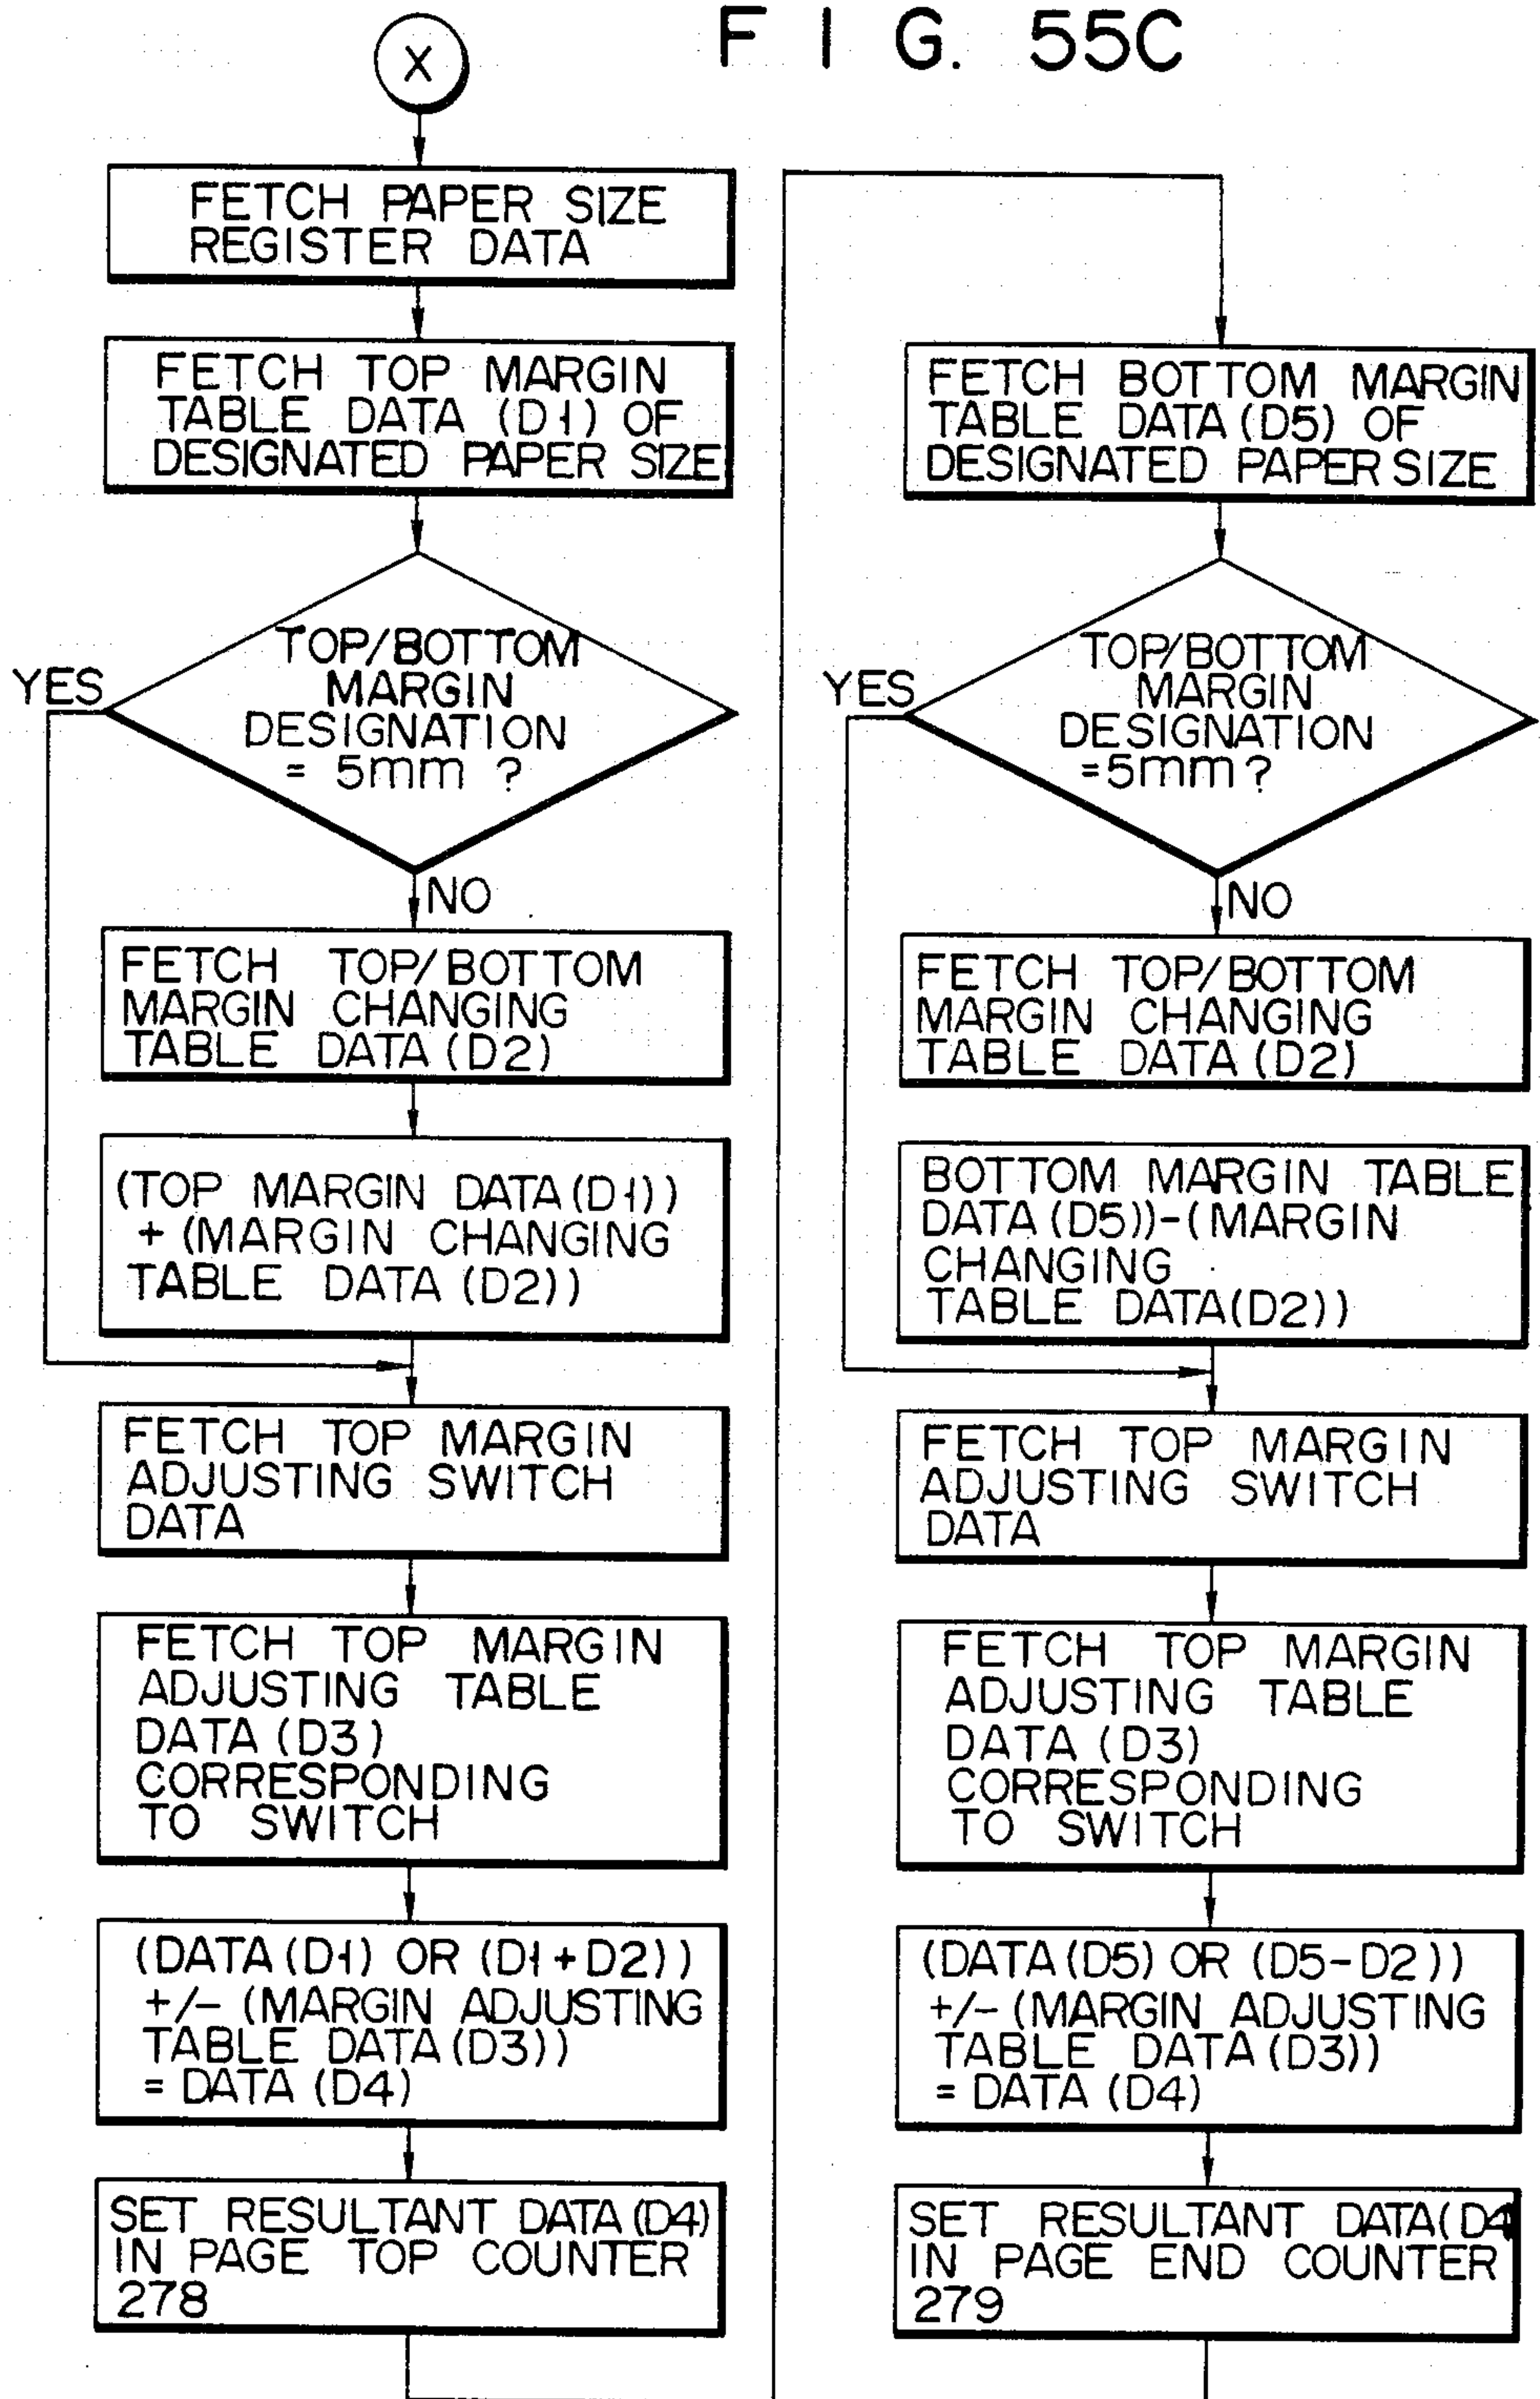 F I G. 55C
X
FETCH PAPER SIZE
REGISTER DATA
FETCH TOP MARGIN
TABLE DATA (D1) OF
DESIGNATED PAPER SIZE
TOP/BOTTOM
MARGIN
DESIGNATION
= 5mm ?
YES
NO
FETCH TOP/BOTTOM
MARGIN CHANGING
TABLE DATA (D2)
(TOP MARGIN DATA (D1))
+ (MARGIN CHANGING
TABLE DATA (D2))
FETCH TOP MARGIN
ADJUSTING SWITCH
DATA
FETCH TOP MARGIN
ADJUSTING TABLE
DATA (D3)
CORRESPONDING
TO SWITCH
(DATA (D1) OR (D1+D2))
+/- (MARGIN ADJUSTING
TABLE DATA (D3))
= DATA (D4)
SET RESULTANT DATA (D4)
IN PAGE TOP COUNTER
278
FETCH BOTTOM MARGIN
TABLE DATA (D5) OF
DESIGNATED PAPER SIZE
TOP/BOTTOM
MARGIN
DESIGNATION
=5mm?
YES
NO
FETCH TOP/BOTTOM
MARGIN CHANGING
TABLE DATA (D2)
BOTTOM MARGIN TABLE
DATA (D5))-(MARGIN
CHANGING
TABLE DATA(D2))
FETCH TOP MARGIN
ADJUSTING SWITCH
DATA
FETCH TOP MARGIN
ADJUSTING TABLE
DATA (D3)
CORRESPONDING
TO SWITCH
(DATA (D5) OR (D5-D2))
+/- (MARGIN ADJUSTING
TABLE DATA (D3))
= DATA (D4)
SET RESULTANT DATA(D4)
IN PAGE END COUNTER
279